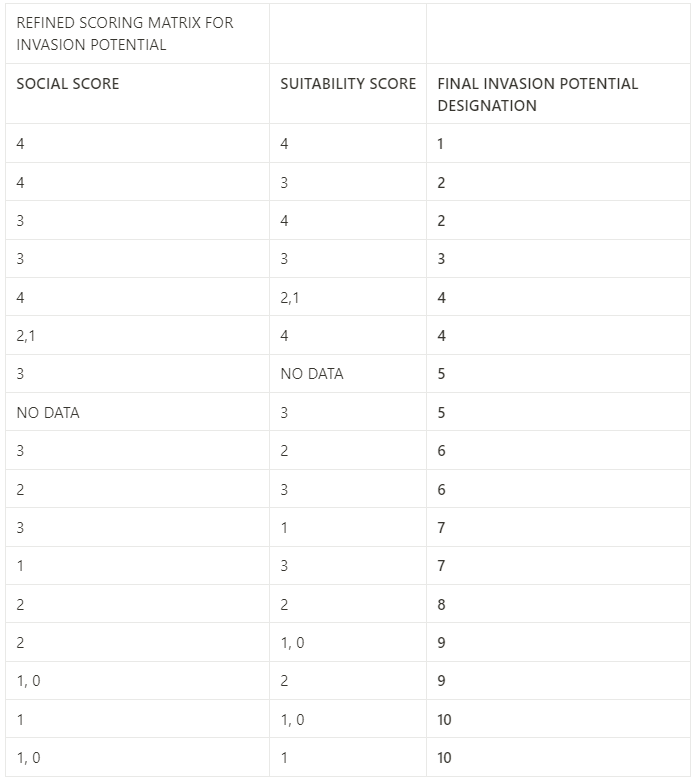 REFINED SCORING MATRIX FOR
INVASION POTENTIAL
SOCIAL SCORE SUITABILITY SCORE FINAL INVASION POTENTIAL
DESIGNATION
4 4 1
4 3 2
3 4 2
3 3 3
4 2,1 4
2,1 4 4
3 NO DATA 5
NO DATA 3 5
3 2 6
2 3 6
3 1 7
1 3 7
2 2 8
2 1, 0 9
1, 0 2 9
1 1, 0 10
1, 0 1 10